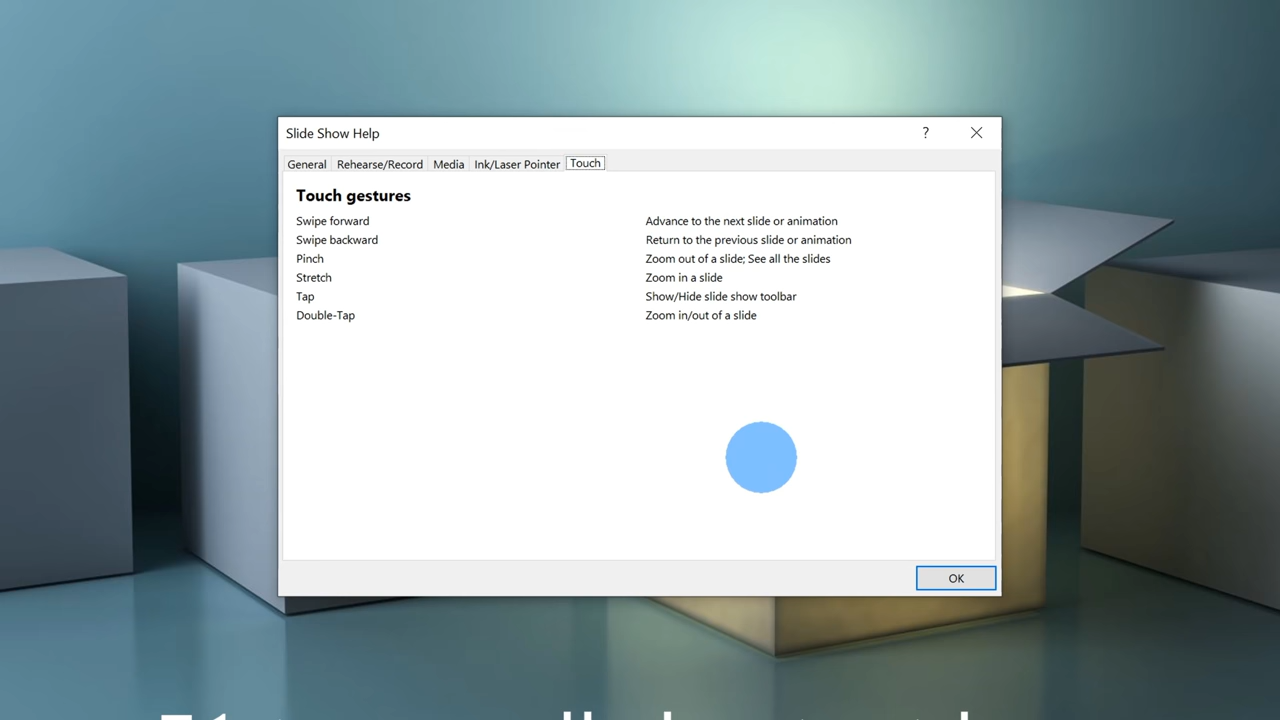 Slide Show Help ?
General Rehearse/Record Media Ink/Laser Pointer Touch
Touch gestures
Swipe forward Advance to the next slide or animation
Swipe backward Return to the previous slide or animation
Pinch Zoom out of a slide; See all the slides
Stretch Zoom in a slide
Tap Show/Hide slide show toolbar
Double-Tap Zoom in/out of a slide
OK